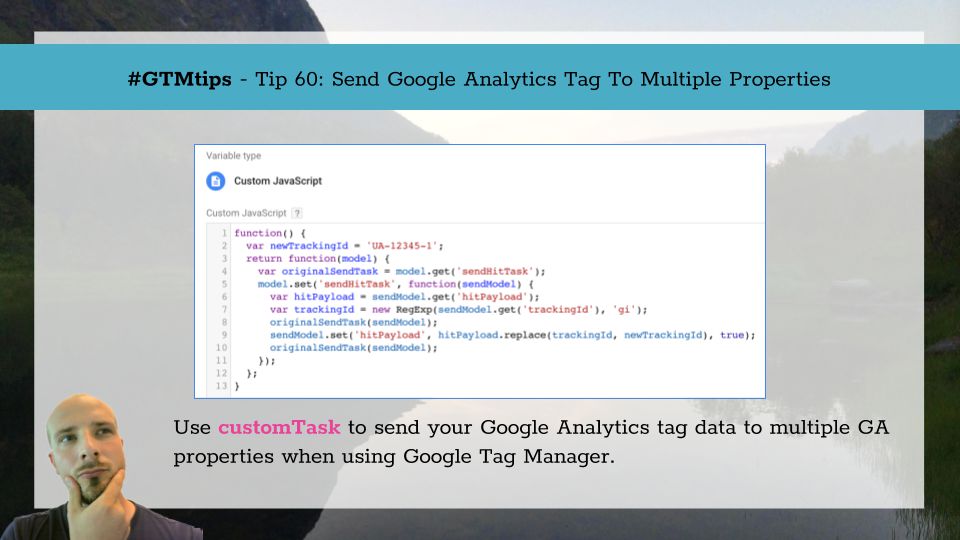 #GTMtips - Tip 60: Send Google Analytics Tag To Multiple Properties
Variable type
Custom JavaScript
Custom JavaScript ?
1 function() {
2   var newTrackingId = 'UA-12345-1';
3   return function(model) {
4     var originalSendTask = model.get('sendHitTask');
5     model.set('sendHitTask', function(sendModel) {
6       var hitPayload = sendModel.get('hitPayload');
7       var trackingId = new RegExp(sendModel.get('trackingId'), 'gi');
8       originalSendTask(sendModel);
9       sendModel.set('hitPayload', hitPayload.replace(trackingId, newTrackingId), true);
10       originalSendTask(sendModel);
11     });
12   };
13 }
Use customTask to send your Google Analytics tag data to multiple GA
properties when using Google Tag Manager.